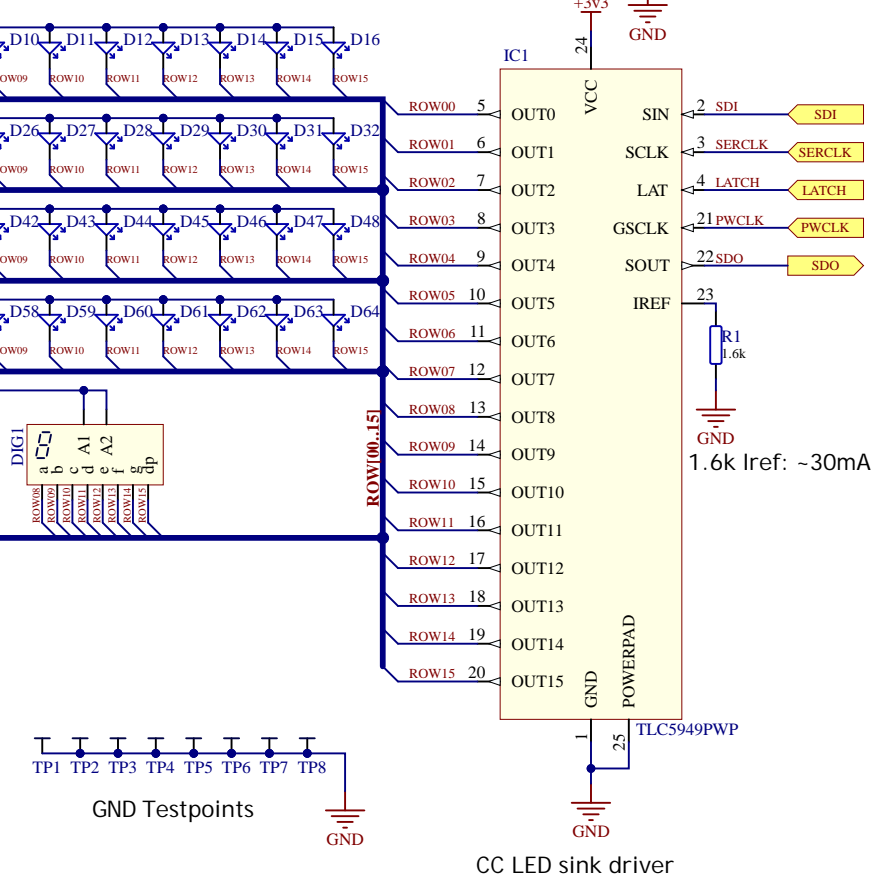 +3v3
GND
D10 D11 D12 D13 D14 D15 D16
ROW10 ROW11 ROW12 ROW13 ROW14 ROW15
D26 D27 D28 D29 D30 D31 D32
OW09 ROW10 ROW11 ROW12 ROW13 ROW14 ROW15
D42 D43 D44 D45 D46 D47 D48
OW09 ROW10 ROW11 ROW12 ROW13 ROW14 ROW15
D58 D59 D60 D61 D62 D63 D64
OW09 ROW10 ROW11 ROW12 ROW13 ROW14 ROW15
DIG1
A1 A2
a b c d e f g dp
ROW08 ROW09 ROW10 ROW11 ROW12 ROW13 ROW14 ROW15
ROW[00..15]
IC1
24
VCC
ROW00 5 OUT0
ROW01 6 OUT1
ROW02 7 OUT2
ROW03 8 OUT3
ROW04 9 OUT4
ROW05 10 OUT5
ROW06 11 OUT6
ROW07 12 OUT7
ROW08 13 OUT8
ROW09 14 OUT9
ROW10 15 OUT10
ROW11 16 OUT11
ROW12 17 OUT12
ROW13 18 OUT13
ROW14 19 OUT14
ROW15 20 OUT15
SIN 2 SDI SDI
SCLK 3 SERCLK SERCLK
LAT 4 LATCH LATCH
GSCLK 21 PWCLK PWCLK
SOUT 22 SDO SDO
IREF 23
R1
1.6k
GND
1.6k Iref: ~30mA
GND POWERPAD
1 25
TLC5949PWP
GND
CC LED sink driver
TP1 TP2 TP3 TP4 TP5 TP6 TP7 TP8
GND Testpoints
GND